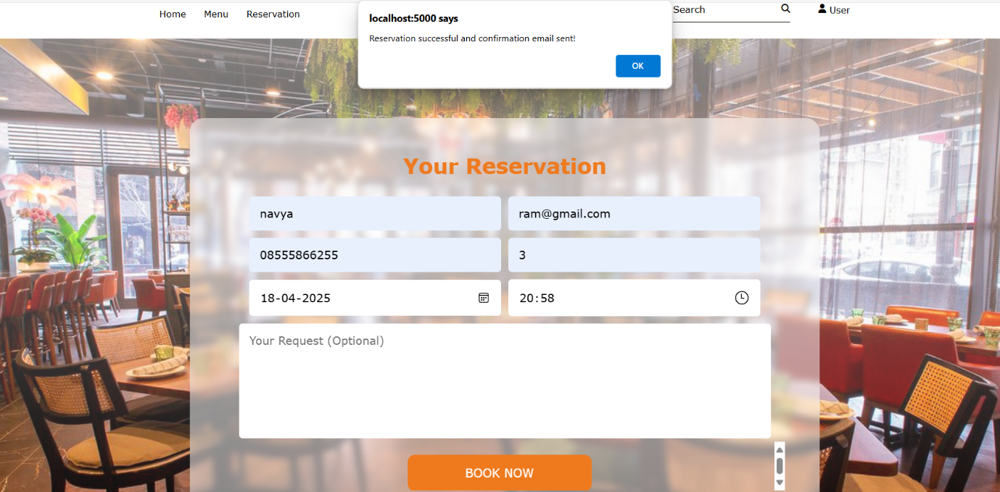 Home Menu Reservation
localhost:5000 says
Reservation successful and confirmation email sent!
OK
Search
User
Your Reservation
navya ram@gmail.com
08555866255 3
18-04-2025 20:58
Your Request (Optional)
BOOK NOW